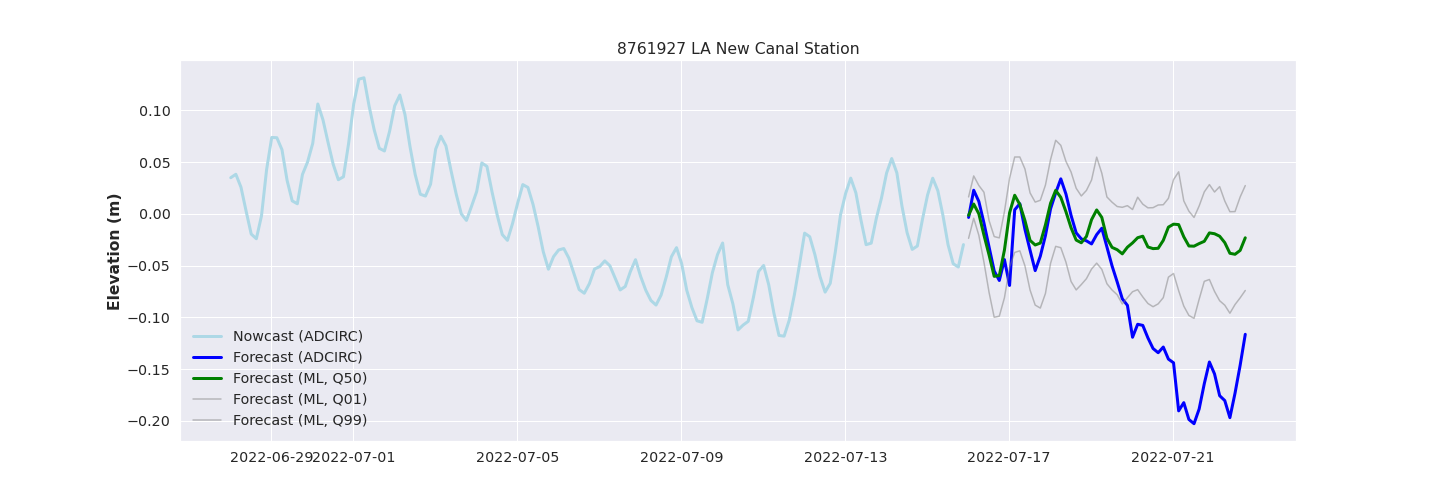 8761927 LA New Canal Station
Elevation (m)
0.10
0.05
0.00
−0.05
−0.10
−0.15
−0.20
Nowcast (ADCIRC)
Forecast (ADCIRC)
Forecast (ML, Q50)
Forecast (ML, Q01)
Forecast (ML, Q99)
2022-06-29 2022-07-01 2022-07-05 2022-07-09 2022-07-13 2022-07-17 2022-07-21